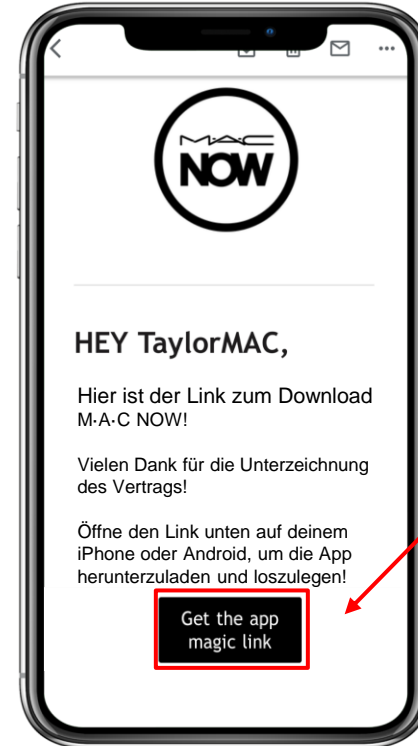 M·A·C
NOW
HEY TaylorMAC,
Hier ist der Link zum Download
M·A·C NOW!
Vielen Dank für die Unterzeichnung
des Vertrags!
Öffne den Link unten auf deinem
iPhone oder Android, um die App
herunterzuladen und loszulegen!
Get the app
magic link